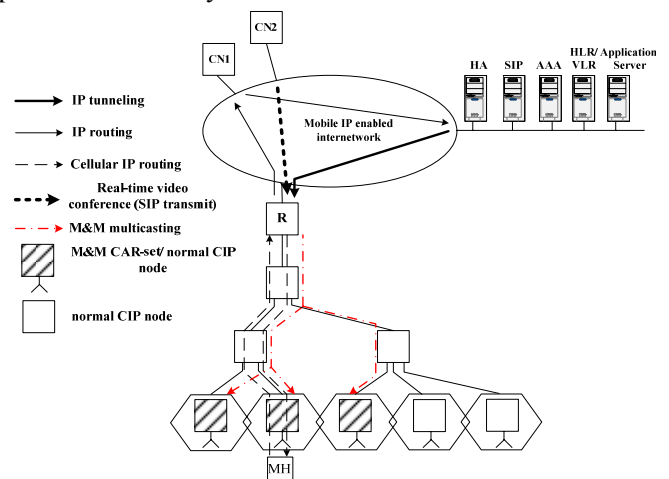 CN2
CN1
HLR/ Application
HA SIP AAA VLR Server
IP tunneling
IP routing
Cellular IP routing
Real-time video
conference (SIP transmit)
M&M multicasting
M&M CAR-set/ normal CIP
node
normal CIP node
Mobile IP enabled
internetwork
R
MH